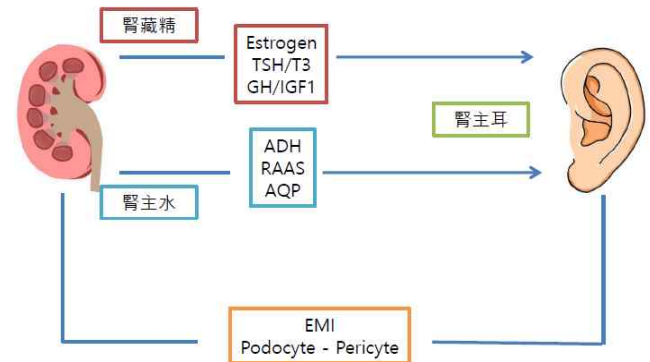 腎藏精
Estrogen
TSH/T3
GH/IGF1
腎主耳
ADH
RAAS
AQP
腎主水
EMI
Podocyte - Pericyte